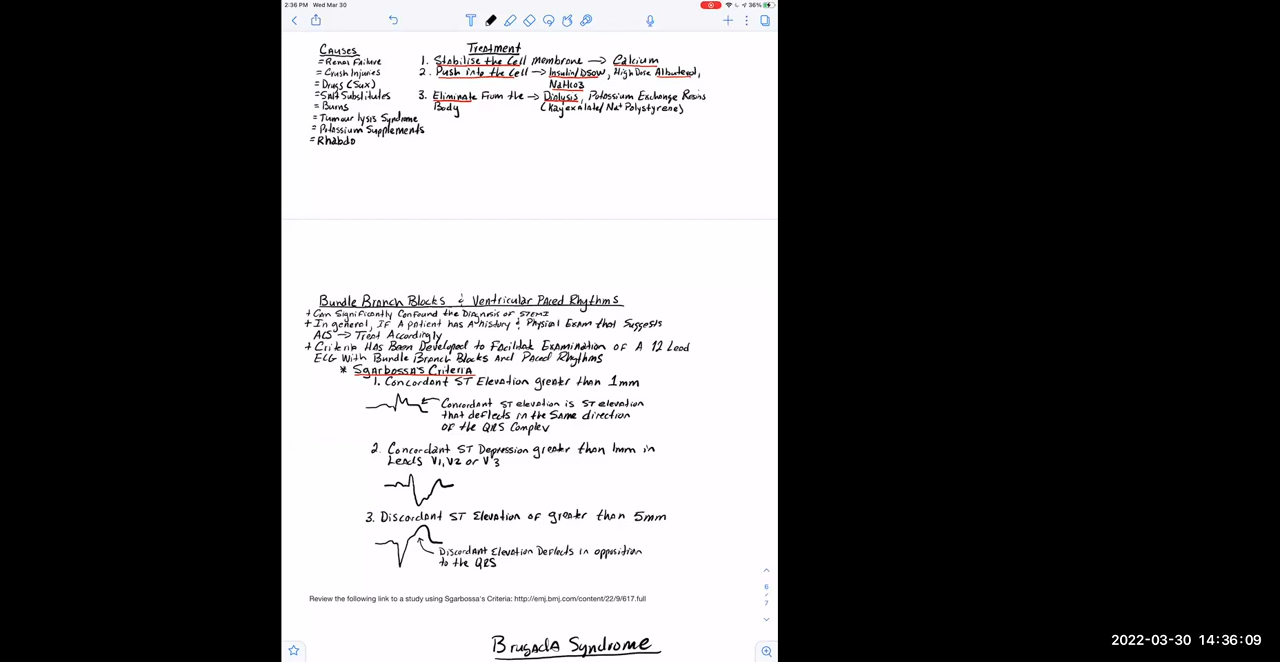 2:36 PM Wed Mar 30
36%
Causes
= Renal Failure
= Crush Injuries
= Drugs (Sux)
= Salt Substitutes
= Burns
= Tumour lysis Syndrome
= Potassium Supplements
= Rhabdo
Treatment
1. Stabilise the Cell Membrane → Calcium
2. Push into the Cell → Insulin/D50W, High Dose Albuterol,
NaHCO3
3. Eliminate From the → Dialysis, Potassium Exchange Resins
Body (Kayexalate/Na+ Polystyrene)
Bundle Branch Blocks & Ventricular Paced Rhythms
+ Can Significantly Confound the Diagnosis of STEMI
+ In general, IF A patient has A history & Physical Exam that Suggests
ACS → Treat Accordingly
+ Criteria HAS Been Developed to Facilitate Examination of A 12 Lead
ECG With Bundle Branch Blocks And Paced Rhythms
* Sgarbossa's Criteria
1. Concordant ST Elevation greater than 1mm
Concordant ST elevation is ST elevation
that deflects in the Same direction
OF the QRS Complex
2. Concordant ST Depression greater than 1mm in
Leads V1, V2 or V3
3. Discordant ST Elevation of greater than 5mm
Discordant Elevation Deflects in opposition
to the QRS
6
/
7
Review the following link to a study using Sgarbossa's Criteria: http://emj.bmj.com/content/22/9/617.full
Brugada Syndrome
2022-03-30 14:36:09